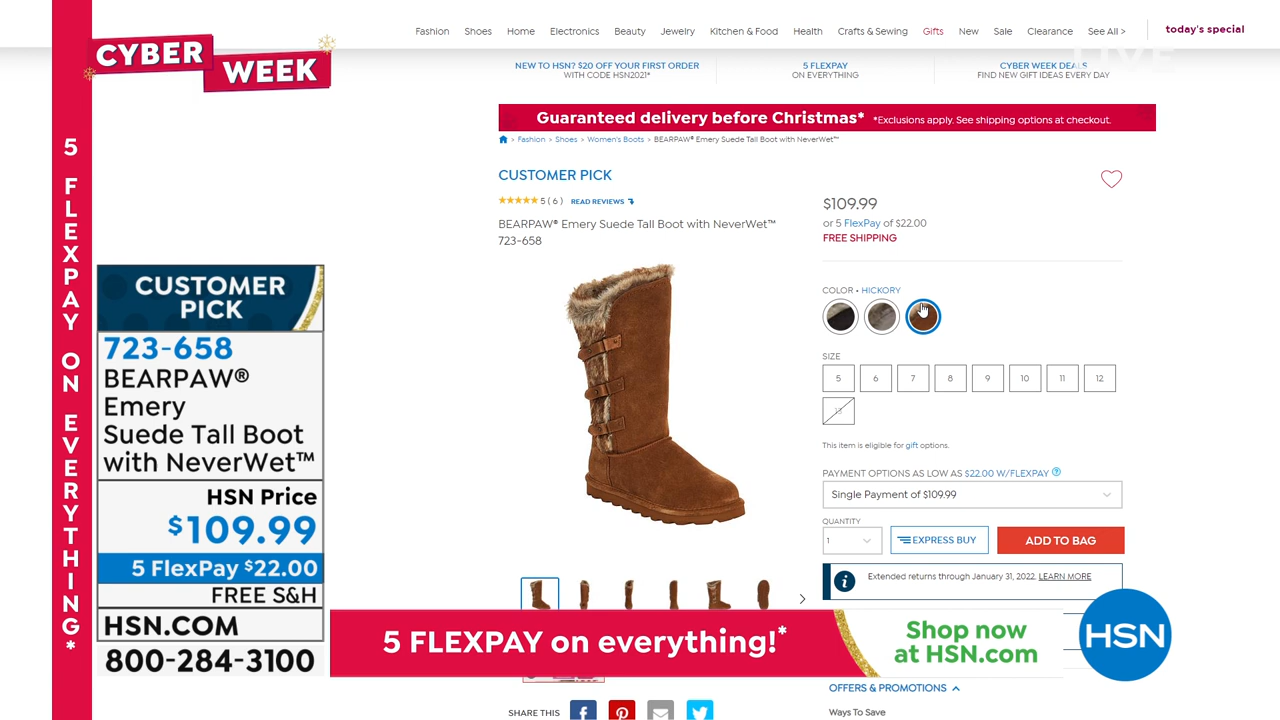 CYBER
WEEK
Fashion Shoes Home Electronics Beauty Jewelry Kitchen & Food Health Crafts & Sewing Gifts New Sale Clearance See All > today's special
LIVE
NEW TO HSN? $20 OFF YOUR FIRST ORDER
WITH CODE HSN2021*
5 FLEXPAY
ON EVERYTHING
CYBER WEEK DEALS
FIND NEW GIFT IDEAS EVERY DAY
Guaranteed delivery before Christmas* *Exclusions apply. See shipping options at checkout.
> Fashion > Shoes > Women's Boots > BEARPAW® Emery Suede Tall Boot with NeverWet™
5 FLEXPAY ON EVERYTHING*
CUSTOMER PICK
5 ( 6 ) READ REVIEWS
BEARPAW® Emery Suede Tall Boot with NeverWet™
723-658
$109.99
or 5 FlexPay of $22.00
FREE SHIPPING
COLOR • HICKORY
SIZE
5 6 7 8 9 10 11 12
13
This item is eligible for gift options.
PAYMENT OPTIONS AS LOW AS $22.00 W/FLEXPAY ?
Single Payment of $109.99
QUANTITY
1 EXPRESS BUY ADD TO BAG
i Extended returns through January 31, 2022. LEARN MORE
CUSTOMER
PICK
723-658
BEARPAW®
Emery
Suede Tall Boot
with NeverWet™
HSN Price
$109.99
5 FlexPay $22.00
FREE S&H
HSN.COM
800-284-3100
5 FLEXPAY on everything!*
Shop now
at HSN.com
HSN
OFFERS & PROMOTIONS
Ways To Save
SHARE THIS